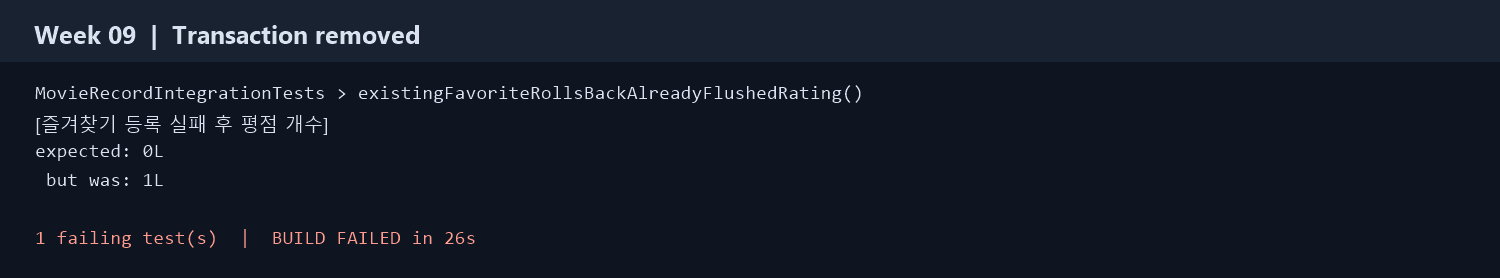 Week 09 | Transaction removed
MovieRecordIntegrationTests > existingFavoriteRollsBackAlreadyFlushedRating()
[즐겨찾기 등록 실패 후 평점 개수]
expected: 0L
but was: 1L
1 failing test(s) | BUILD FAILED in 26s